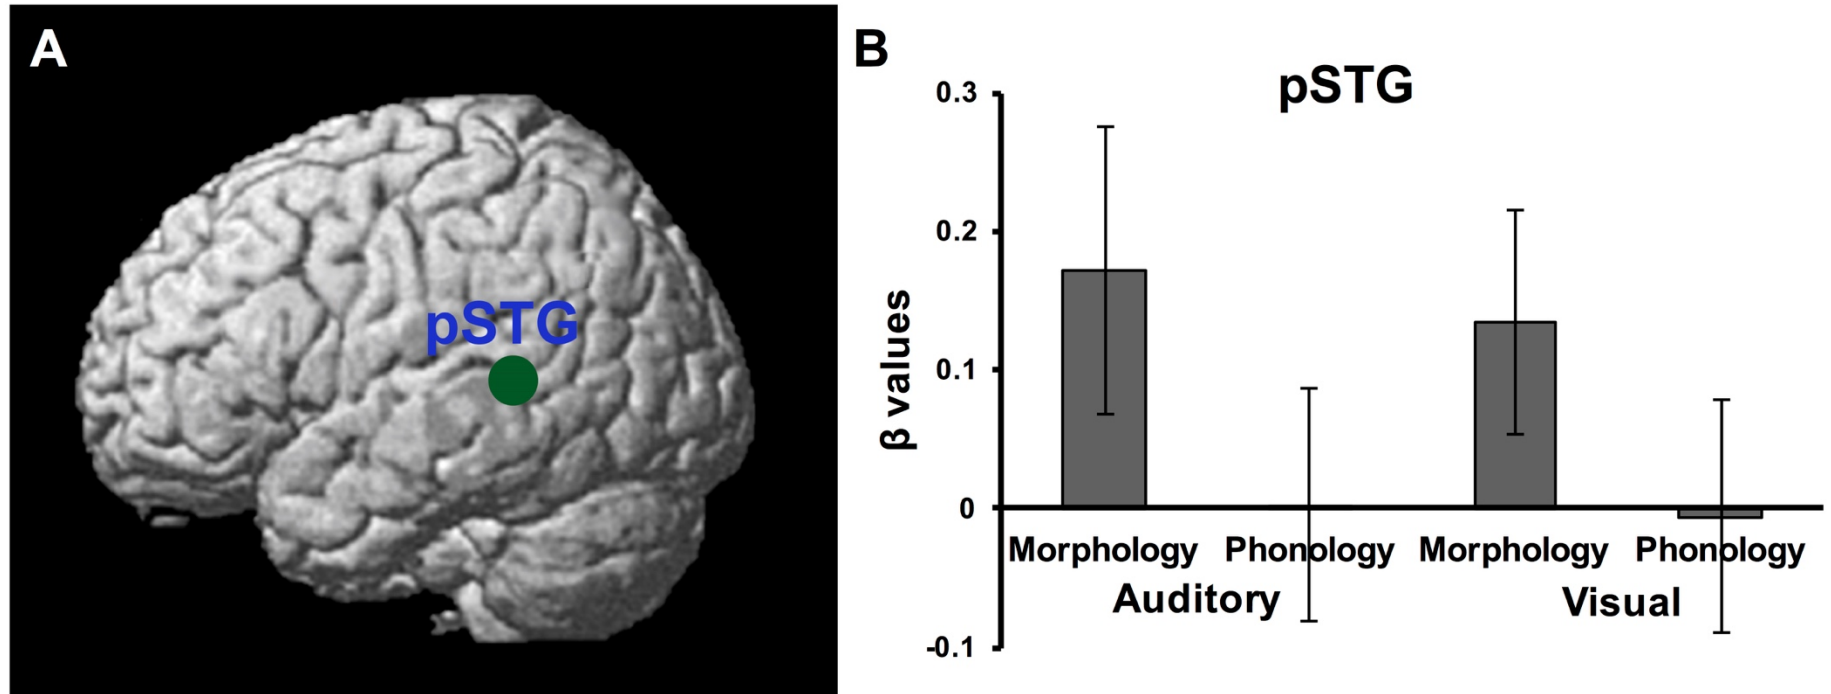 A
pSTG
B
pSTG
0.3
0.2
0.1
0
-0.1
β values
Morphology Phonology Morphology Phonology
Auditory Visual